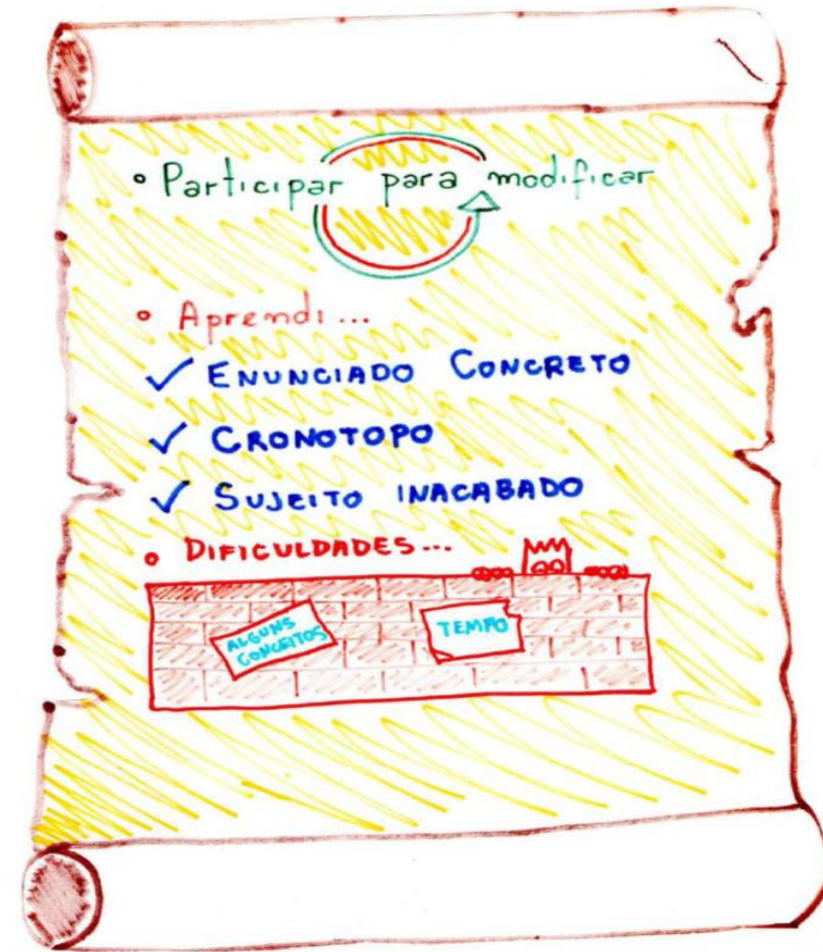 • Participar para modificar
• Aprendi...
✓ ENUNCIADO CONCRETO
✓ CRONOTOPO
✓ SUJEITO INACABADO
• DIFICULDADES...
ALGUNS
CONCEITOS
TEMPO